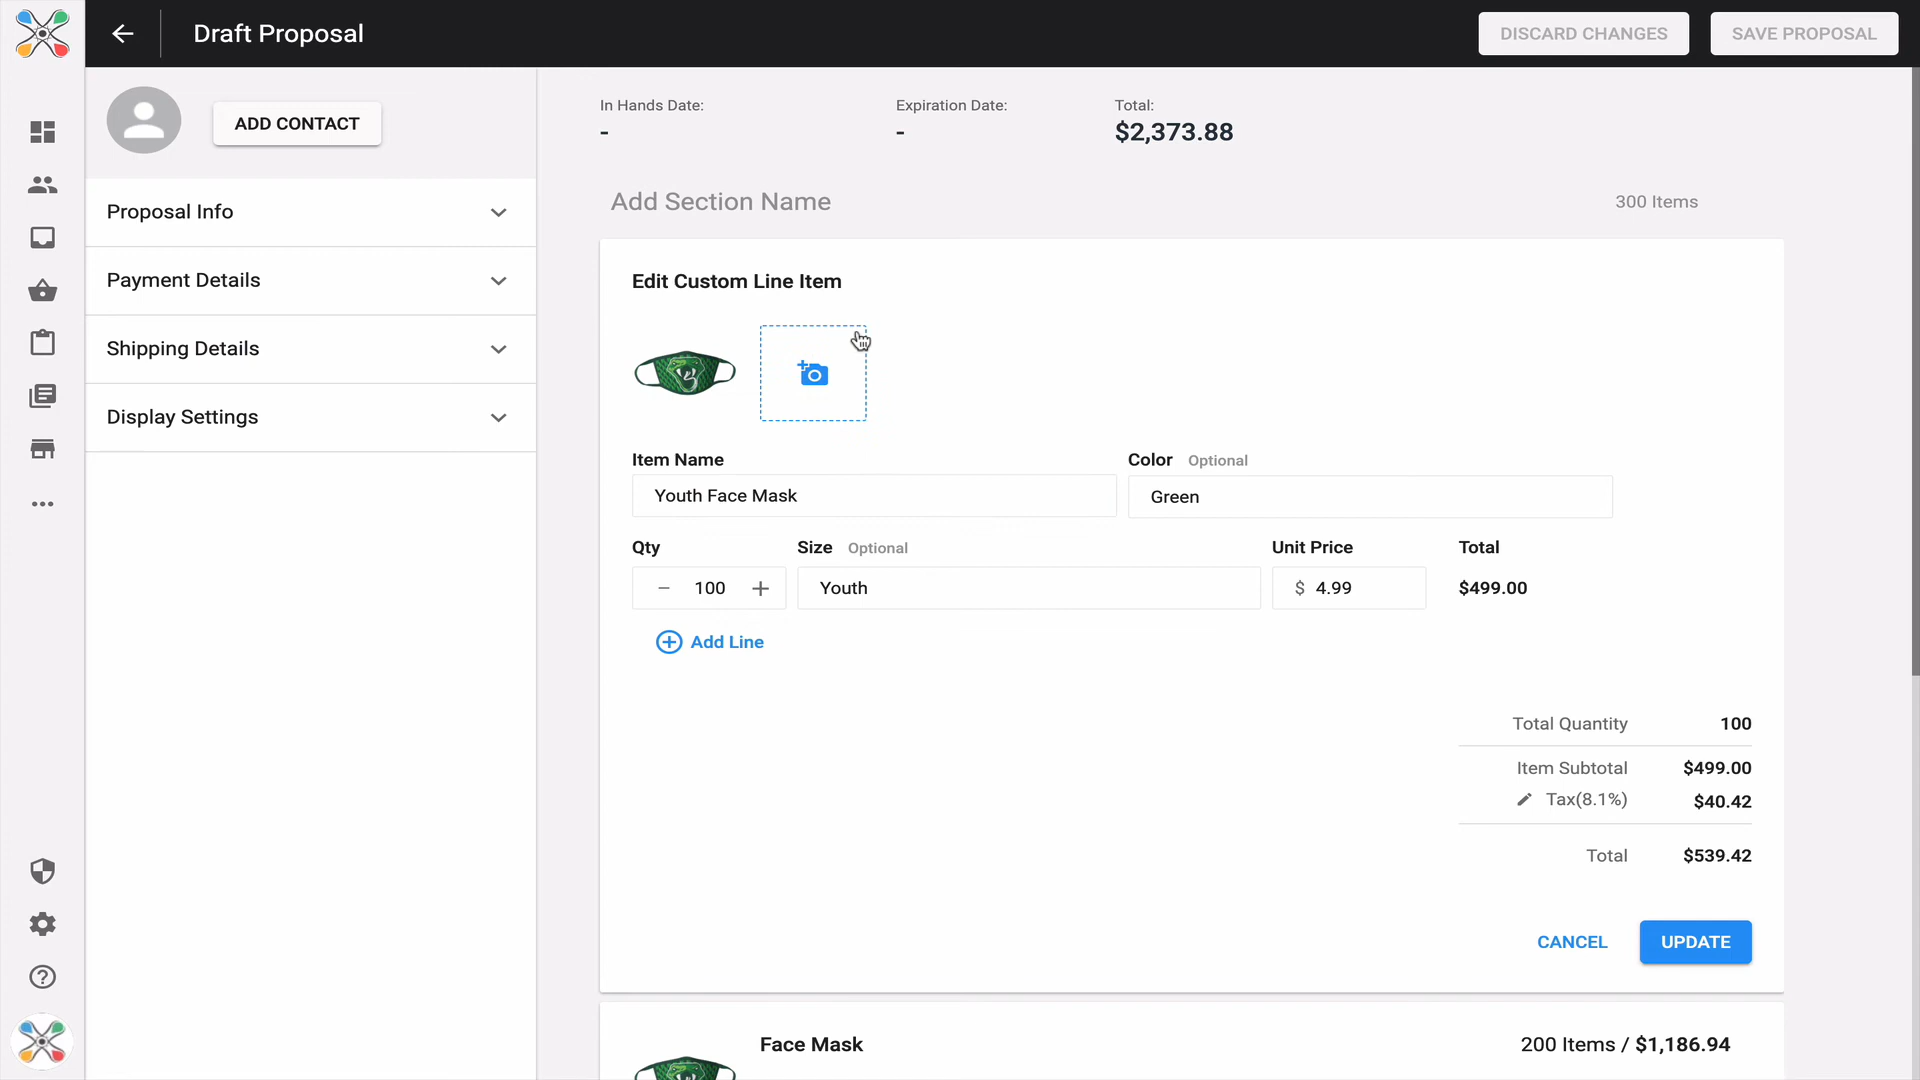 Draft Proposal
DISCARD CHANGES
SAVE PROPOSAL
ADD CONTACT
Proposal Info
Payment Details
Shipping Details
Display Settings
In Hands Date:
-
Expiration Date:
-
Total:
$2,373.88
Add Section Name
300 Items
Edit Custom Line Item
Item Name
Youth Face Mask
Color Optional
Green
Qty
100
Size Optional
Youth
Unit Price
$ 4.99
Total
$499.00
Add Line
Total Quantity 100
Item Subtotal $499.00
Tax(8.1%) $40.42
Total $539.42
CANCEL
UPDATE
Face Mask
200 Items / $1,186.94